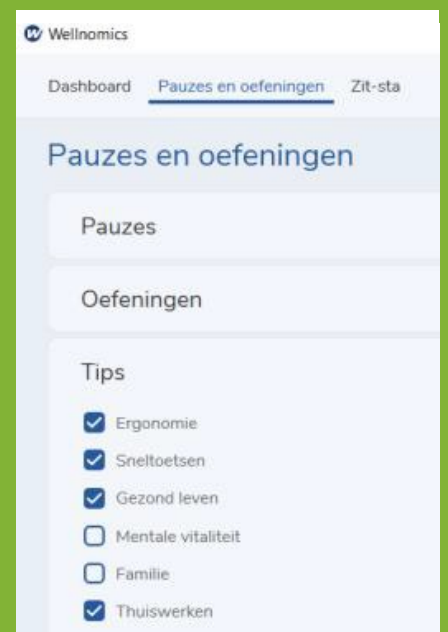 Wellnomics
Dashboard Pauzes en oefeningen Zit-sta
Pauzes en oefeningen
Pauzes
Oefeningen
Tips
Ergonomie
Sneltoetsen
Gezond leven
Mentale vitaliteit
Familie
Thuiswerken